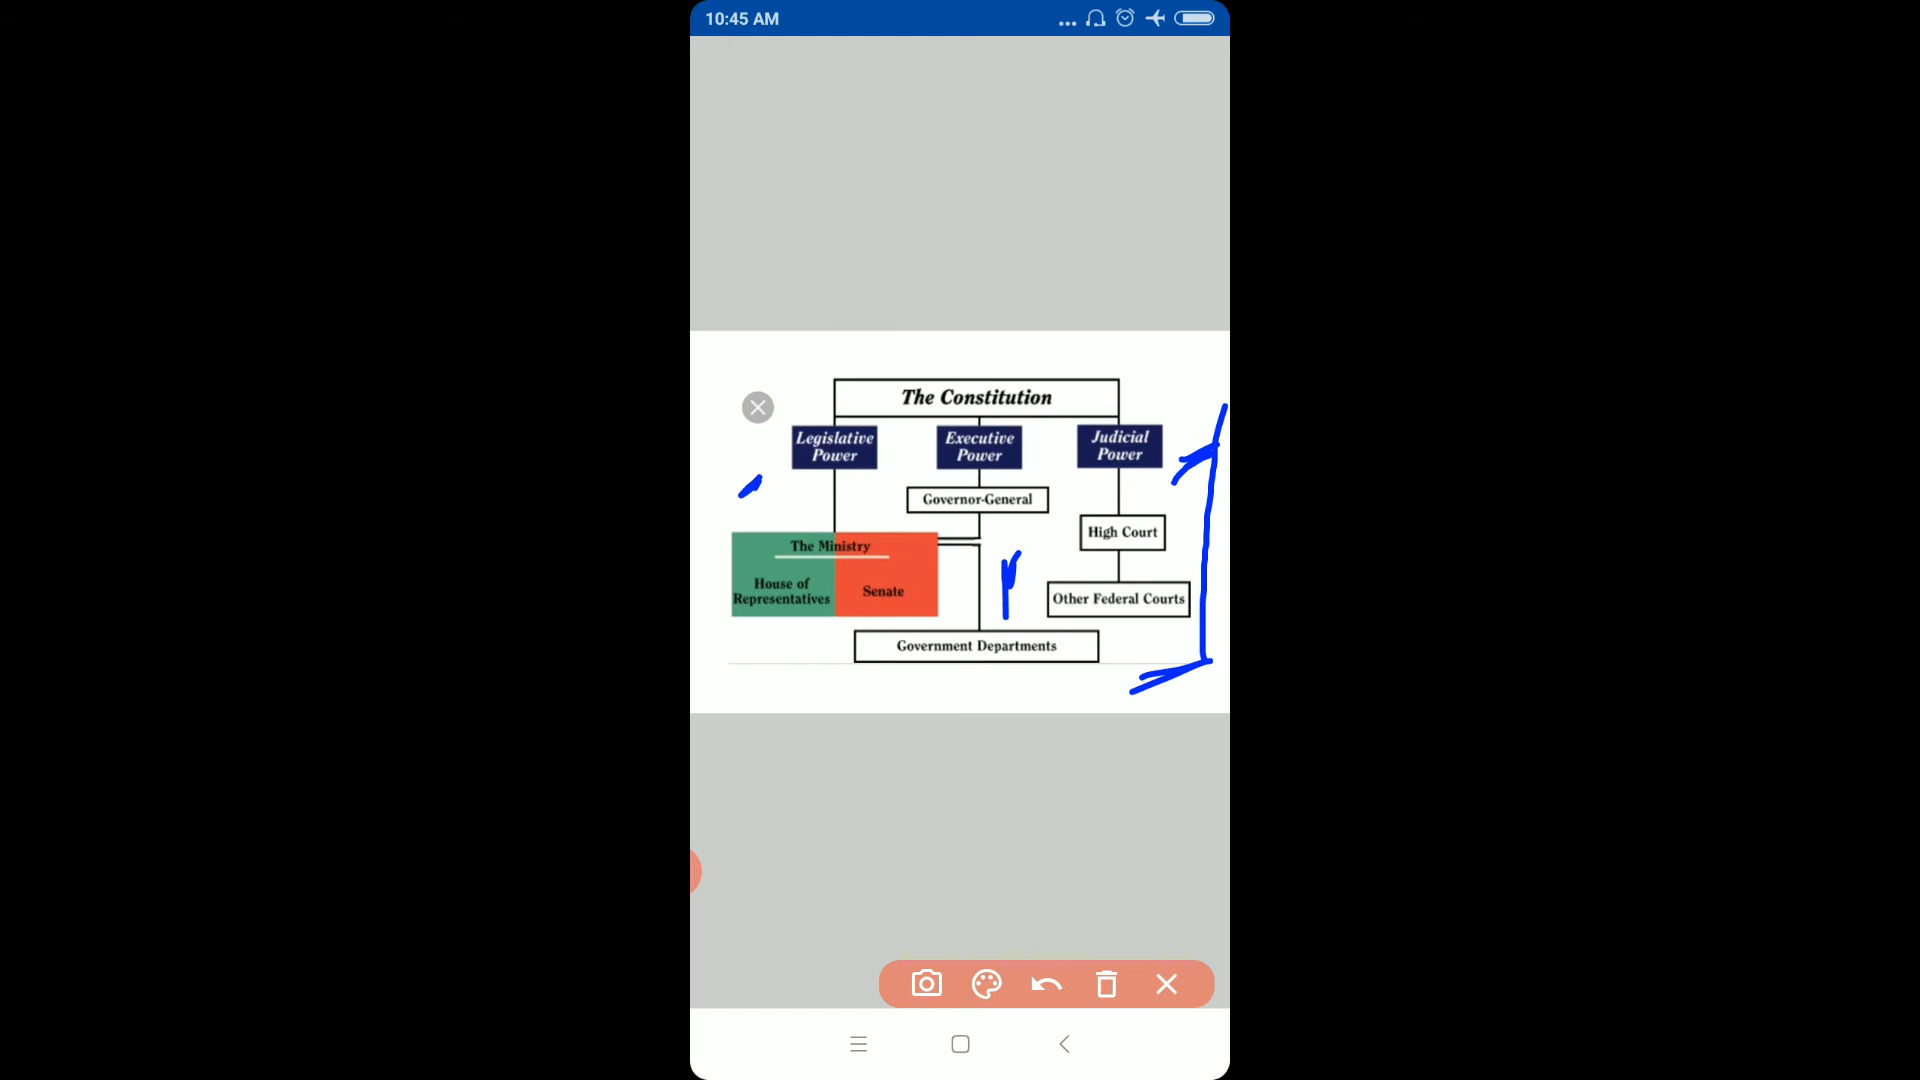 10:45 AM
The Constitution
Legislative
Power
Executive
Power
Judicial
Power
Governor-General
High Court
The Ministry
House of
Representatives
Senate
Other Federal Courts
Government Departments